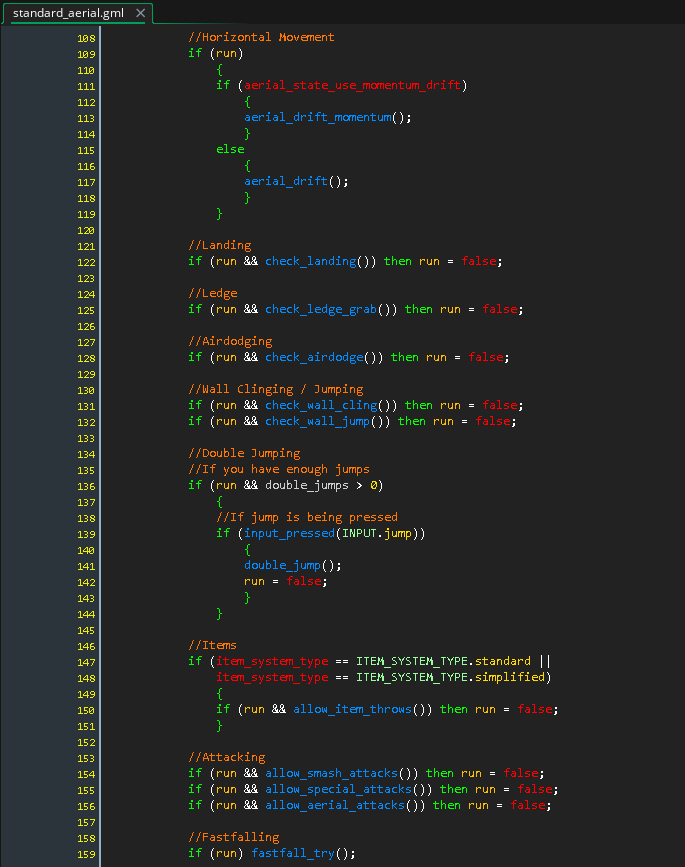 standard_aerial.gml ×
108 //Horizontal Movement
109 if (run)
110 {
111 if (aerial_state_use_momentum_drift)
112 {
113 aerial_drift_momentum();
114 }
115 else
116 {
117 aerial_drift();
118 }
119 }
120
121 //Landing
122 if (run && check_landing()) then run = false;
123
124 //Ledge
125 if (run && check_ledge_grab()) then run = false;
126
127 //Airdodging
128 if (run && check_airdodge()) then run = false;
129
130 //Wall Clinging / Jumping
131 if (run && check_wall_cling()) then run = false;
132 if (run && check_wall_jump()) then run = false;
133
134 //Double Jumping
135 //If you have enough jumps
136 if (run && double_jumps > 0)
137 {
138 //If jump is being pressed
139 if (input_pressed(INPUT.jump))
140 {
141 double_jump();
142 run = false;
143 }
144 }
145
146 //Items
147 if (item_system_type == ITEM_SYSTEM_TYPE.standard ||
148 item_system_type == ITEM_SYSTEM_TYPE.simplified)
149 {
150 if (run && allow_item_throws()) then run = false;
151 }
152
153 //Attacking
154 if (run && allow_smash_attacks()) then run = false;
155 if (run && allow_special_attacks()) then run = false;
156 if (run && allow_aerial_attacks()) then run = false;
157
158 //Fastfalling
159 if (run) fastfall_try();